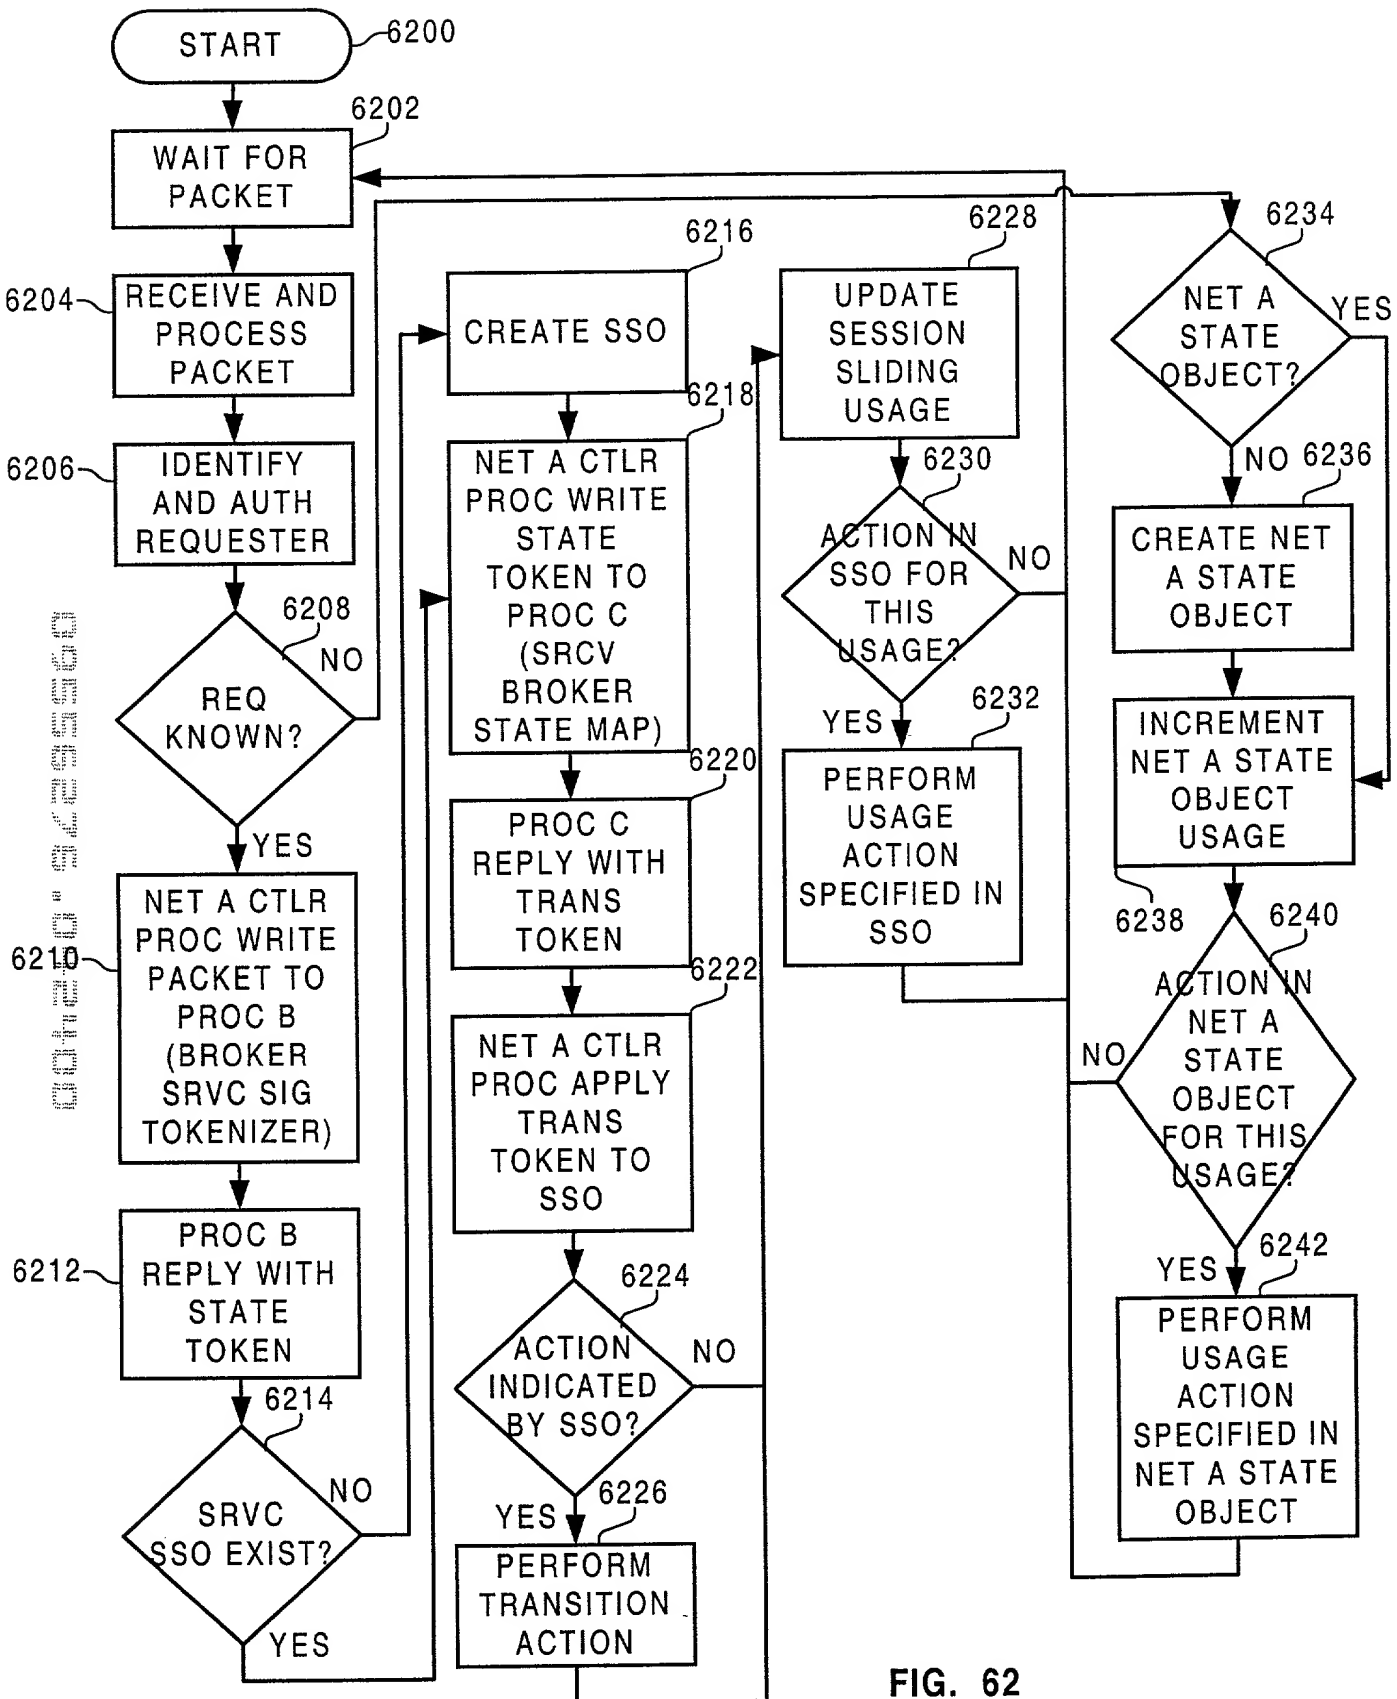 START
6200
6202
WAIT FOR
PACKET
6204
RECEIVE AND
PROCESS
PACKET
6206
IDENTIFY
AND AUTH
REQUESTER
6208
NO
REQ
KNOWN?
YES
6210
NET A CTLR
PROC WRITE
PACKET TO
PROC B
(BROKER
SRVC SIG
TOKENIZER)
6212
PROC B
REPLY WITH
STATE
TOKEN
6214
NO
SRVC
SSO EXIST?
YES
6216
CREATE SSO
6218
NET A CTLR
PROC WRITE
STATE
TOKEN TO
PROC C
(SRCV
BROKER
STATE MAP)
6220
PROC C
REPLY WITH
TRANS
TOKEN
6222
NET A CTLR
PROC APPLY
TRANS
TOKEN TO
SSO
6224
NO
ACTION
INDICATED
BY SSO?
YES
6226
PERFORM
TRANSITION
ACTION
6228
UPDATE
SESSION
SLIDING
USAGE
6230
ACTION IN
SSO FOR
THIS
USAGE?
NO
YES
6232
PERFORM
USAGE
ACTION
SPECIFIED IN
SSO
6234
NET A
STATE
OBJECT?
YES
NO
6236
CREATE NET
A STATE
OBJECT
INCREMENT
NET A STATE
OBJECT
USAGE
6238
6240
ACTION IN
NET A
STATE
OBJECT
FOR THIS
USAGE?
NO
YES
6242
PERFORM
USAGE
ACTION
SPECIFIED IN
NET A STATE
OBJECT
FIG. 62